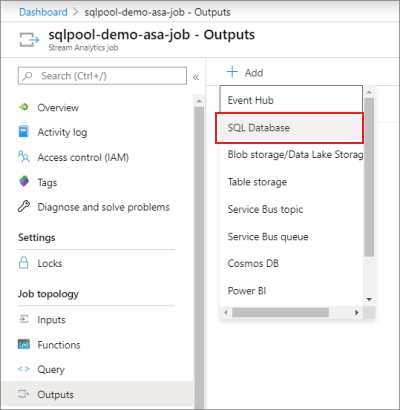 Dashboard > sqlpool-demo-asa-job - Outputs
sqlpool-demo-asa-job - Outputs
Stream Analytics job
Search (Ctrl+/)
«
Overview
Activity log
Access control (IAM)
Tags
Diagnose and solve problems
Settings
Locks
Job topology
Inputs
Functions
<> Query
Outputs
+ Add
Event Hub
SQL Database
Blob storage/Data Lake Storag
Table storage
Service Bus topic
Service Bus queue
Cosmos DB
Power BI